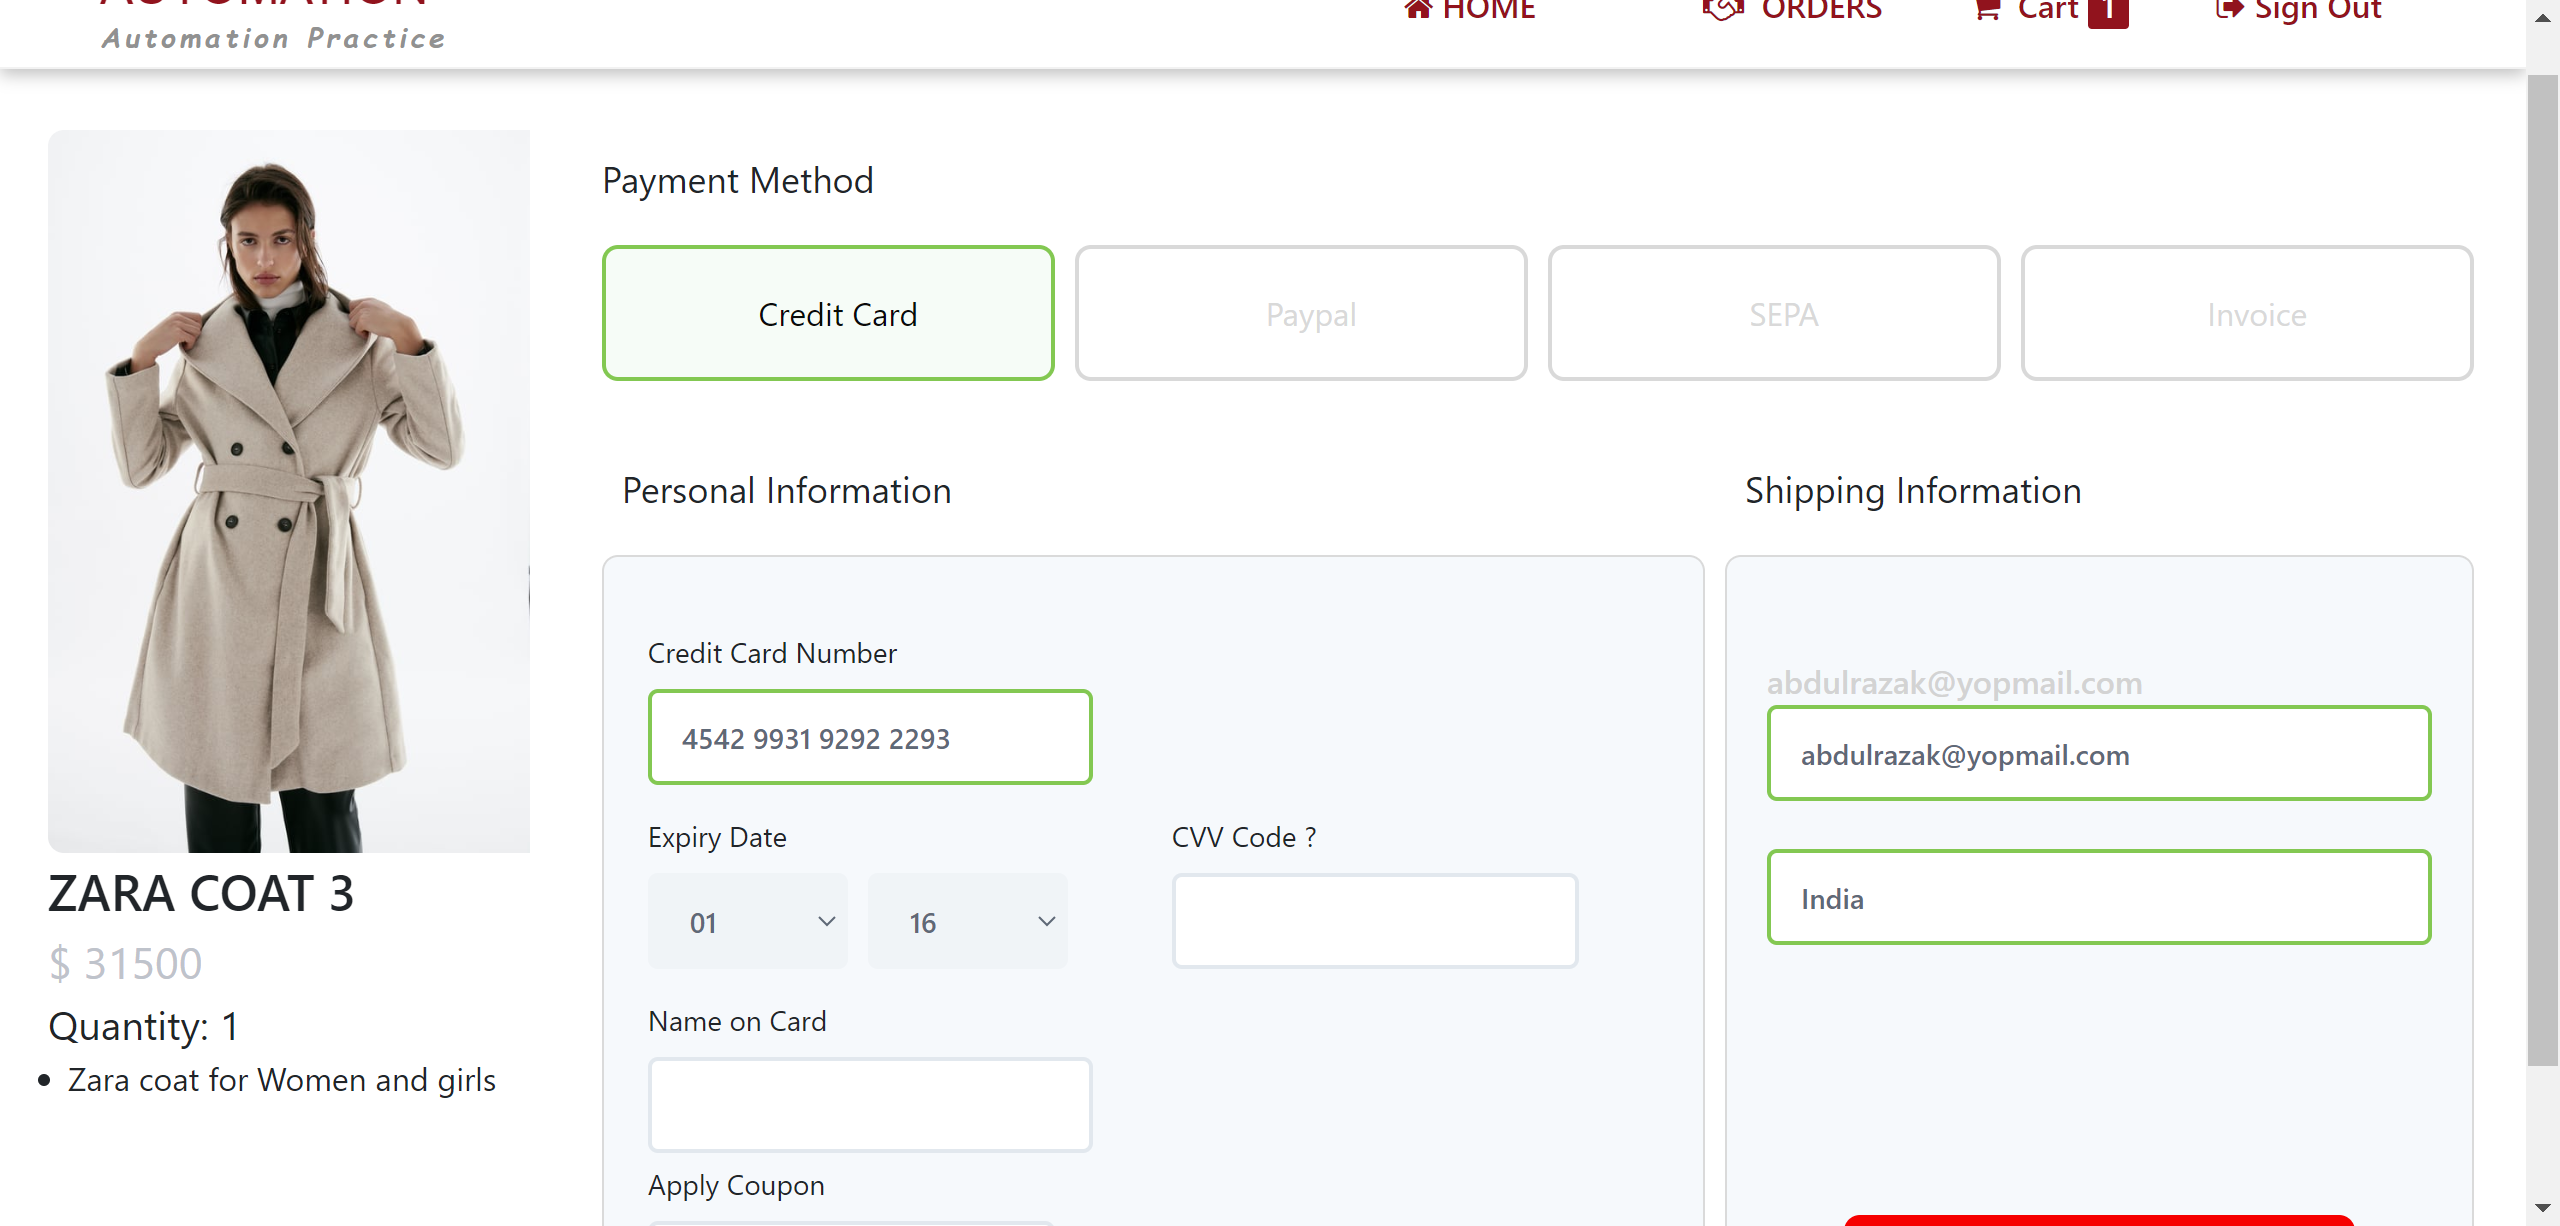 AUTOMATION
Automation Practice
HOME
ORDERS
Cart 1
Sign Out
Payment Method
Credit Card
Paypal
SEPA
Invoice
Personal Information
Shipping Information
Credit Card Number
4542 9931 9292 2293
Expiry Date
CVV Code ?
01
16
Name on Card
Apply Coupon
abdulrazak@yopmail.com
abdulrazak@yopmail.com
India
ZARA COAT 3
$ 31500
Quantity: 1
Zara coat for Women and girls